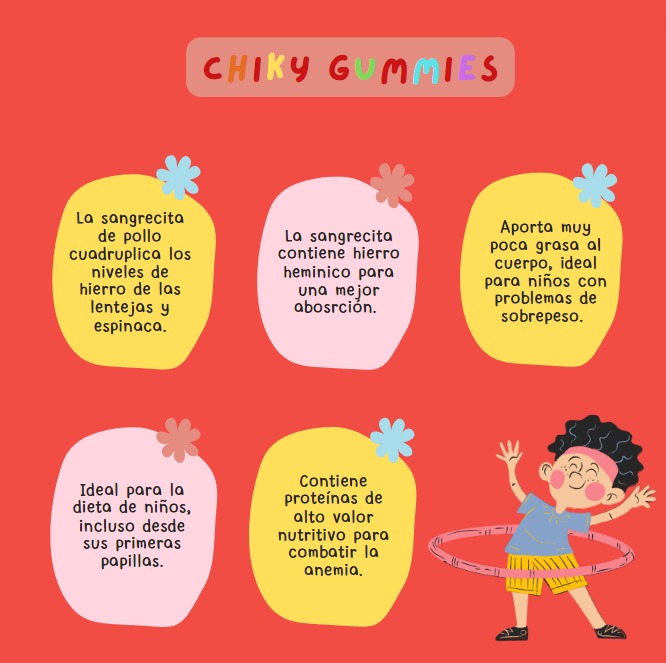 CHIKY GUMMIES
La sangrecita
de pollo
cuadruplica los
niveles de
hierro de las
lentejas y
espinaca.
La sangrecita
contiene hierro
heminico para
una mejor
abosrción.
Aporta muy
poca grasa al
cuerpo, ideal
para niños con
problemas de
sobrepeso.
Ideal para la
dieta de niños,
incluso desde
sus primeras
papillas.
Contiene
proteínas de
alto valor
nutritivo para
combatir la
anemia.